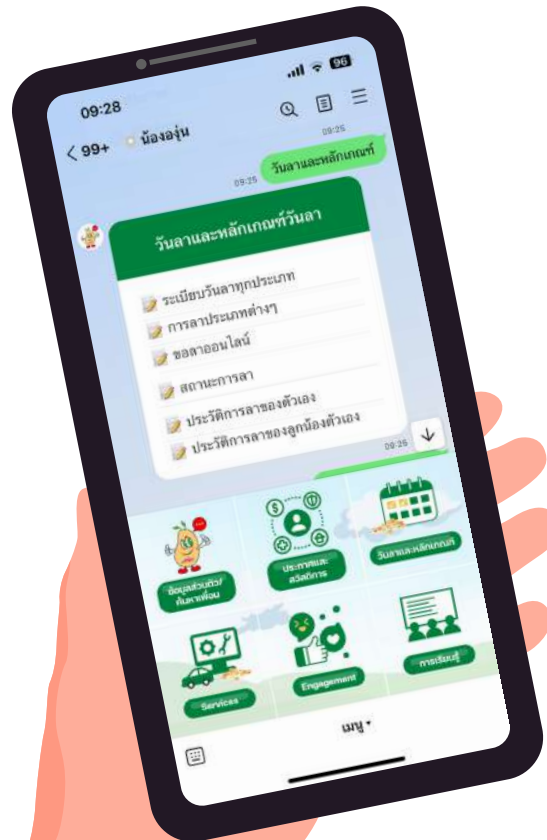 09:28
96
99+
น้ององุ่น
09:25
วันลาและหลักเกณฑ์
09:25
วันลาและหลักเกณฑ์วันลา
ระเบียบวันลาทุกประเภท
การลาประเภทต่างๆ
ขอลาออนไลน์
สถานะการลา
ประวัติการลาของตัวเอง
ประวัติการลาของลูกน้องตัวเอง
09:25
ข้อมูลส่วนตัว/
ค้นหาเพื่อน
ประกาศและ
สวัสดิการ
วันลาและหลักเกณฑ์
Services
Engagement
การเรียนรู้
เมนู